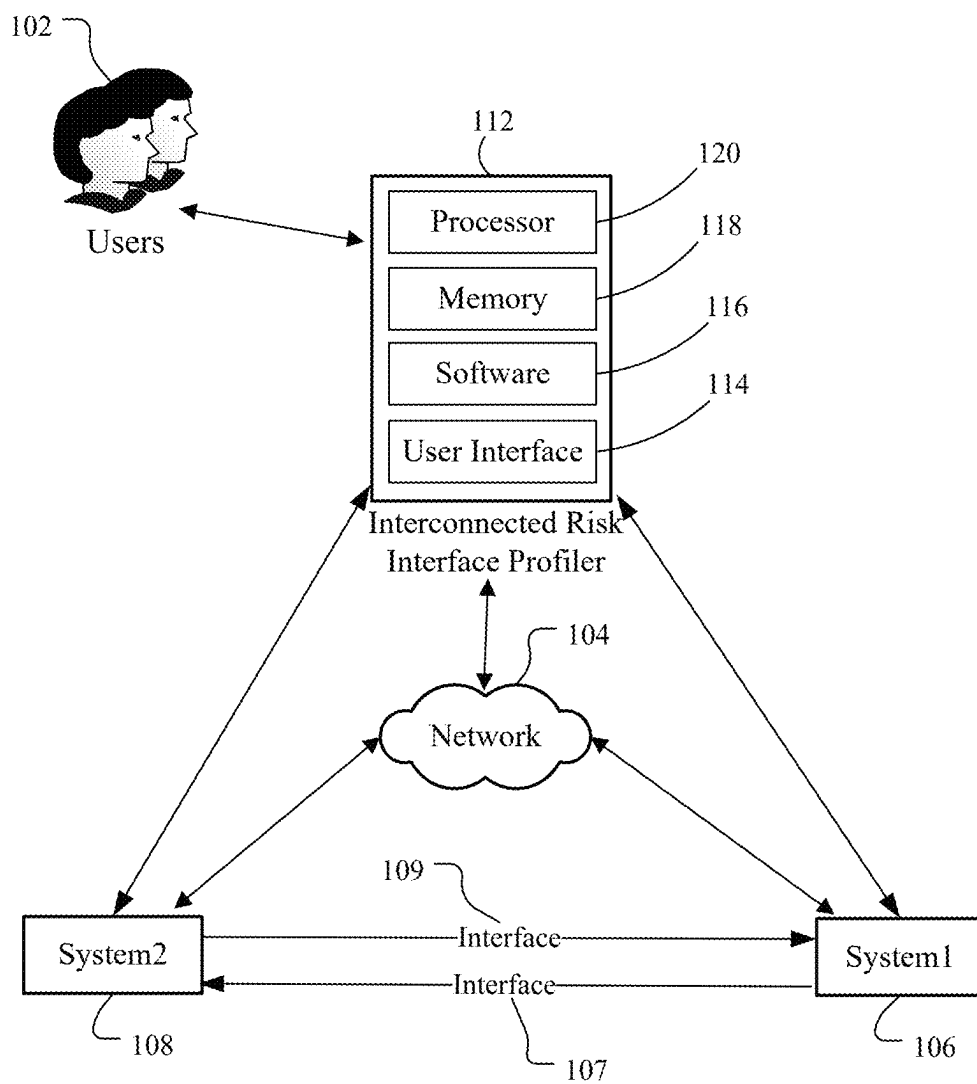 102
112
120
Processor
118
Users
Memory
116
Software
114
User Interface
Interconnected Risk
Interface Profiler
104
Network
109
System2
Interface
System1
Interface
108
107
106